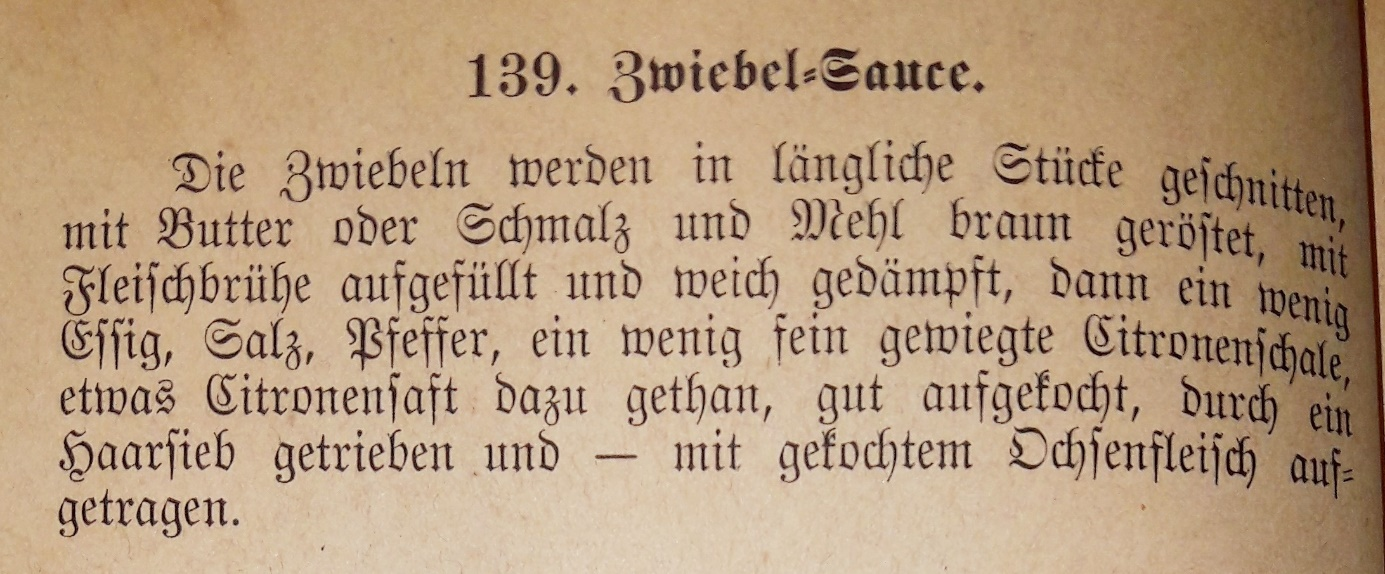 139. Zwiebel-Sauce.
Die Zwiebeln werden in längliche Stücke geſchnitten,
mit Butter oder Schmalz und Mehl braun geröſtet, mit
Fleiſchbrühe aufgefüllt und weich gedämpft, dann ein wenig
Eſſig, Salz, Pfeffer, ein wenig fein gewiegte Citronenſchale,
etwas Citronenſaft dazu gethan, gut aufgekocht, durch ein
Haarſieb getrieben und — mit gekochtem Ochſenfleiſch auf-
getragen.